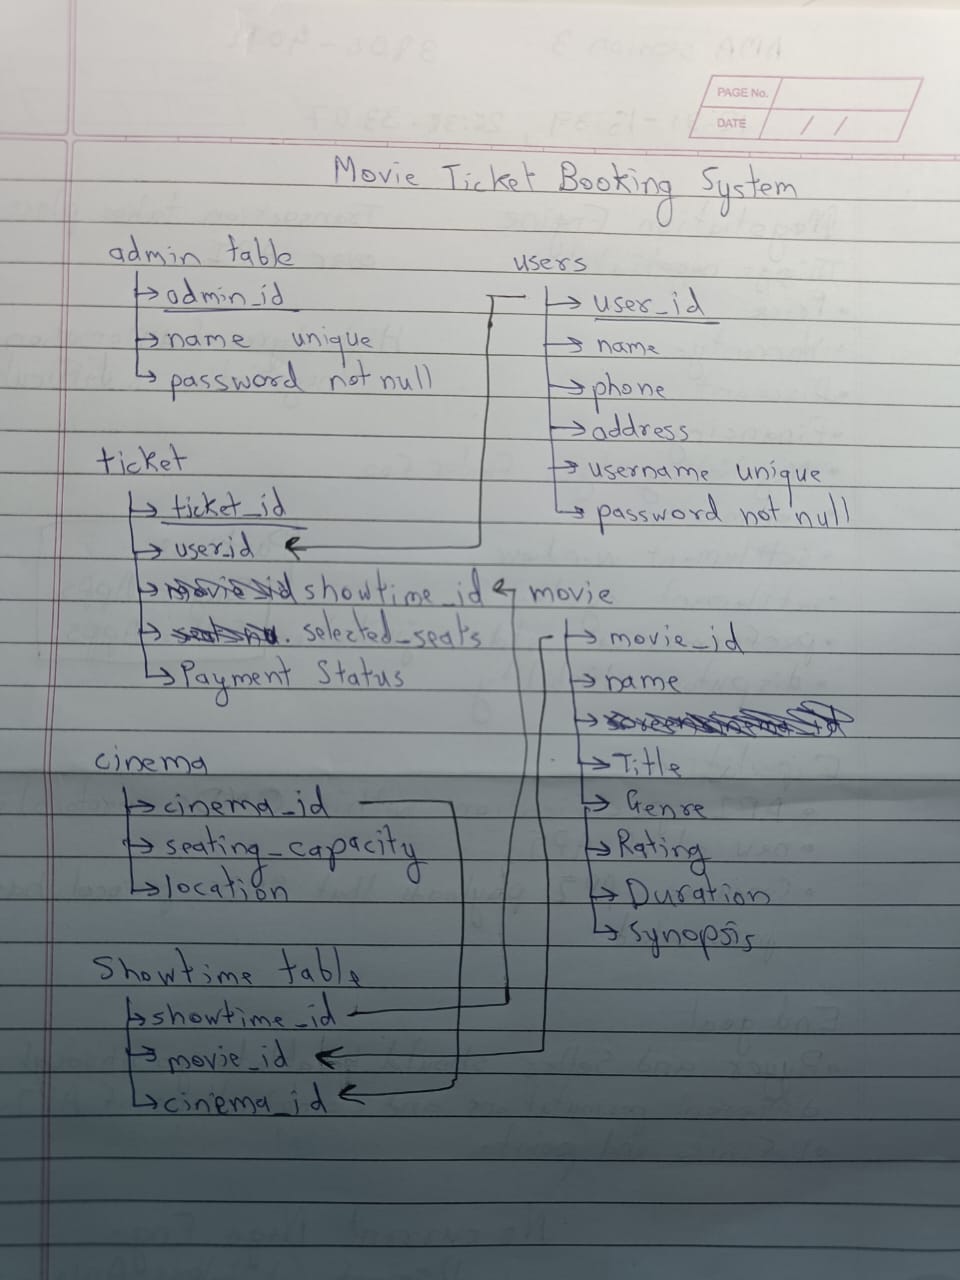 PAGE No.
DATE / /
Movie Ticket Booking System
admin table
admin_id
name unique
password not null
users
user_id
name
phone
address
username unique
password not null
ticket
ticket_id
user_id
showtime_id
selected_seats
Payment Status
movie
movie_id
name
Title
Genre
Rating
Duration
Synopsis
cinema
cinema_id
seating_capacity
location
Showtime table
showtime_id
movie_id
cinema_id